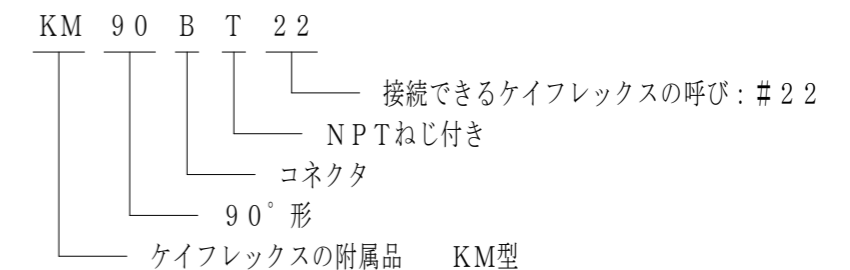 KM 90 B T 22
接続できるケイフレックスの呼び:#22
NPTねじ付き
コネクタ
90°形
ケイフレックスの附属品 KM型